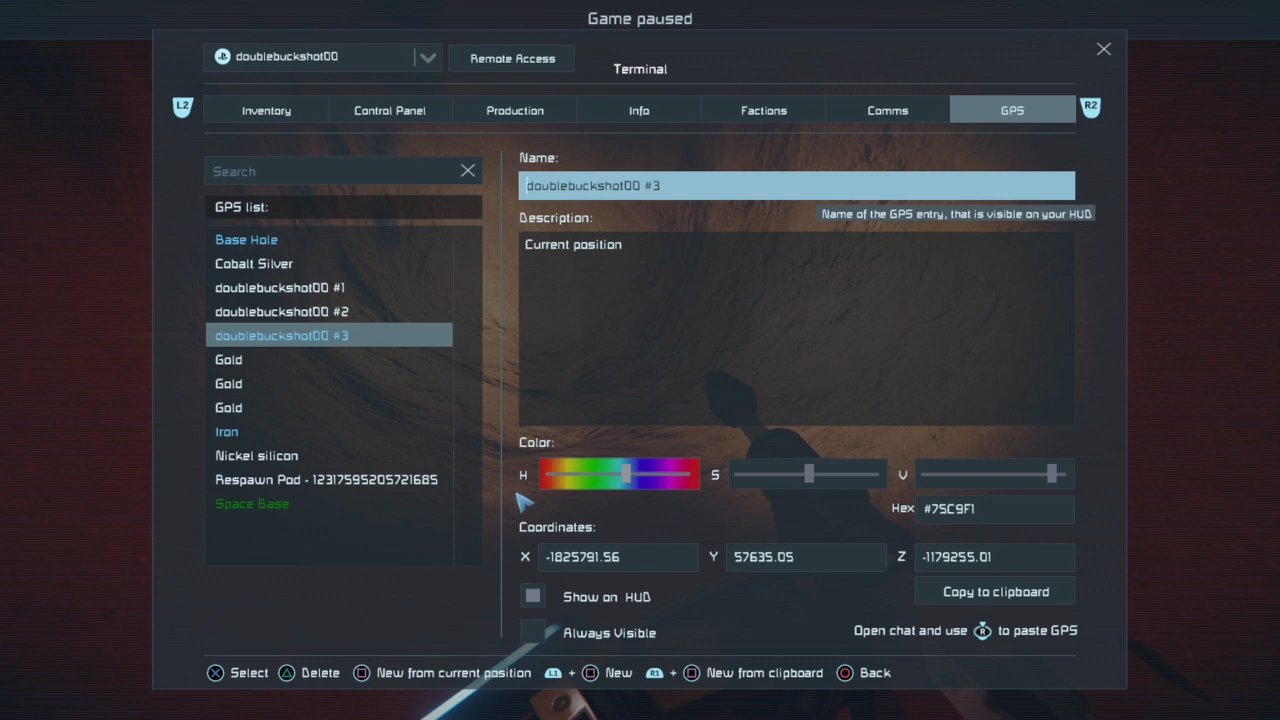 Game paused
doublebuckshot00
Remote Access
Terminal
L2
Inventory
Control Panel
Production
Info
Factions
Comms
GPS
R2
Search
GPS list:
Base Hole
Cobalt Silver
doublebuckshot00 #1
doublebuckshot00 #2
doublebuckshot00 #3
Gold
Gold
Gold
Iron
Nickel silicon
Respawn Pod - 12317595205721685
Space Base
Name:
doublebuckshot00 #3
Name of the GPS entry, that is visible on your HUD
Description:
Current position
Color:
H
S
V
Hex #75C9F1
Coordinates:
X -1825791.56 Y 57635.05 Z -1179255.01
Show on HUD
Copy to clipboard
Always Visible
Open chat and use R to paste GPS
Select Delete New from current position L1 + New R1 + New from clipboard Back